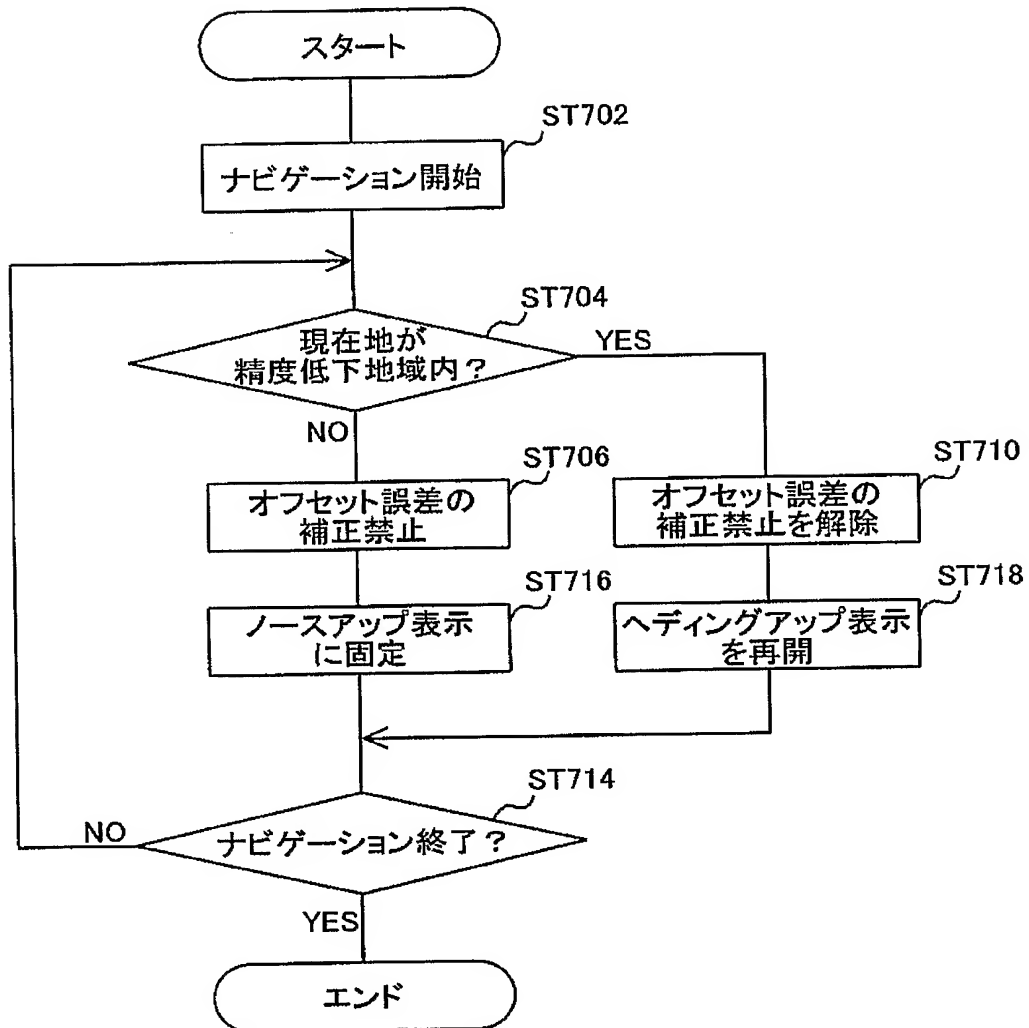 スタート
ST702
ナビゲーション開始
ST704
現在地が
精度低下地域内？
YES
NO
ST706
オフセット誤差の
補正禁止
ST710
オフセット誤差の
補正禁止を解除
ST716
ノースアップ表示
に固定
ST718
ヘディングアップ表示
を再開
ST714
ナビゲーション終了？
NO
YES
エンド